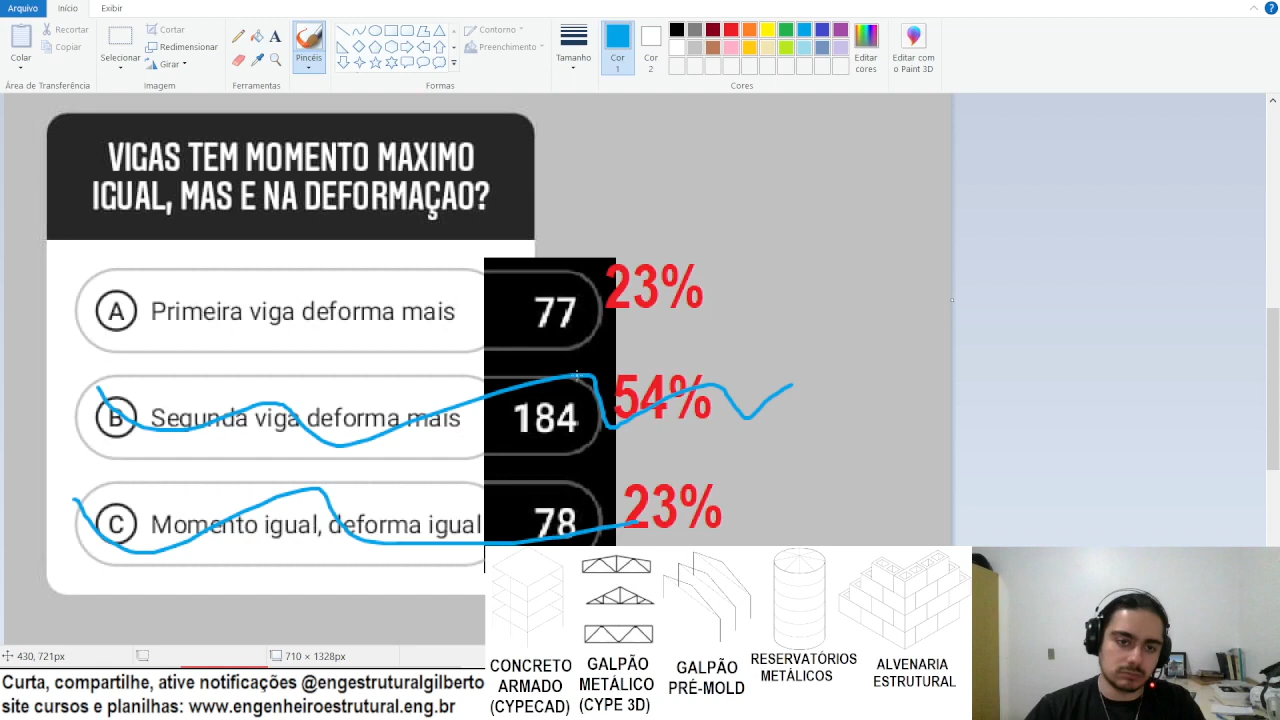 Arquivo Início Exibir
Colar
Recortar
Copiar
Área de Transferência
Selecionar
Cortar
Redimensionar
Girar
Imagem
A
Ferramentas
Pincéis
Contorno
Preenchimento
Formas
Tamanho
Cor
1
Cor
2
Editar
cores
Cores
Editar com
o Paint 3D
VIGAS TEM MOMENTO MAXIMO
IGUAL, MAS E NA DEFORMAÇAO?
A Primeira viga deforma mais 77 23%
B Segunda viga deforma mais 184 54%
C Momento igual, deforma igual 78 23%
430, 721px
710 × 1328px
Curta, compartilhe, ative notificações @engestruturalgilberto
site cursos e planilhas: www.engenheiroestrutural.eng.br
CONCRETO
ARMADO
(CYPECAD)
GALPÃO
METÁLICO
(CYPE 3D)
GALPÃO
PRÉ-MOLD
RESERVATÓRIOS
METÁLICOS
ALVENARIA
ESTRUTURAL